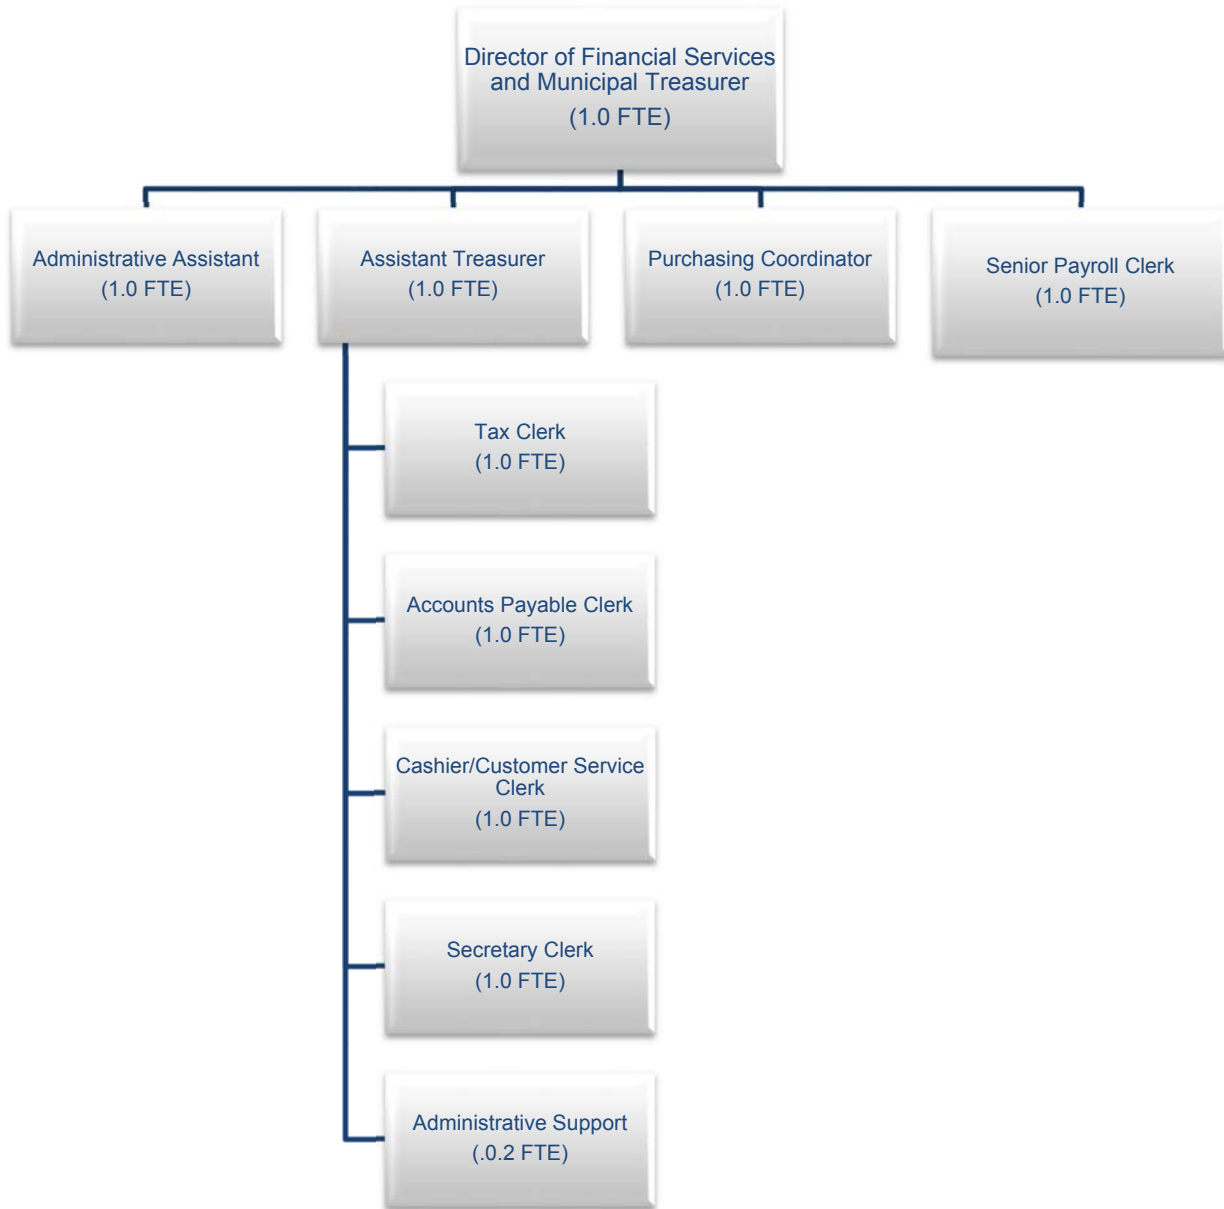 Director of Financial Services
and Municipal Treasurer
(1.0 FTE)
Administrative Assistant
(1.0 FTE)
Assistant Treasurer
(1.0 FTE)
Purchasing Coordinator
(1.0 FTE)
Senior Payroll Clerk
(1.0 FTE)
Tax Clerk
(1.0 FTE)
Accounts Payable Clerk
(1.0 FTE)
Cashier/Customer Service
Clerk
(1.0 FTE)
Secretary Clerk
(1.0 FTE)
Administrative Support
(.0.2 FTE)